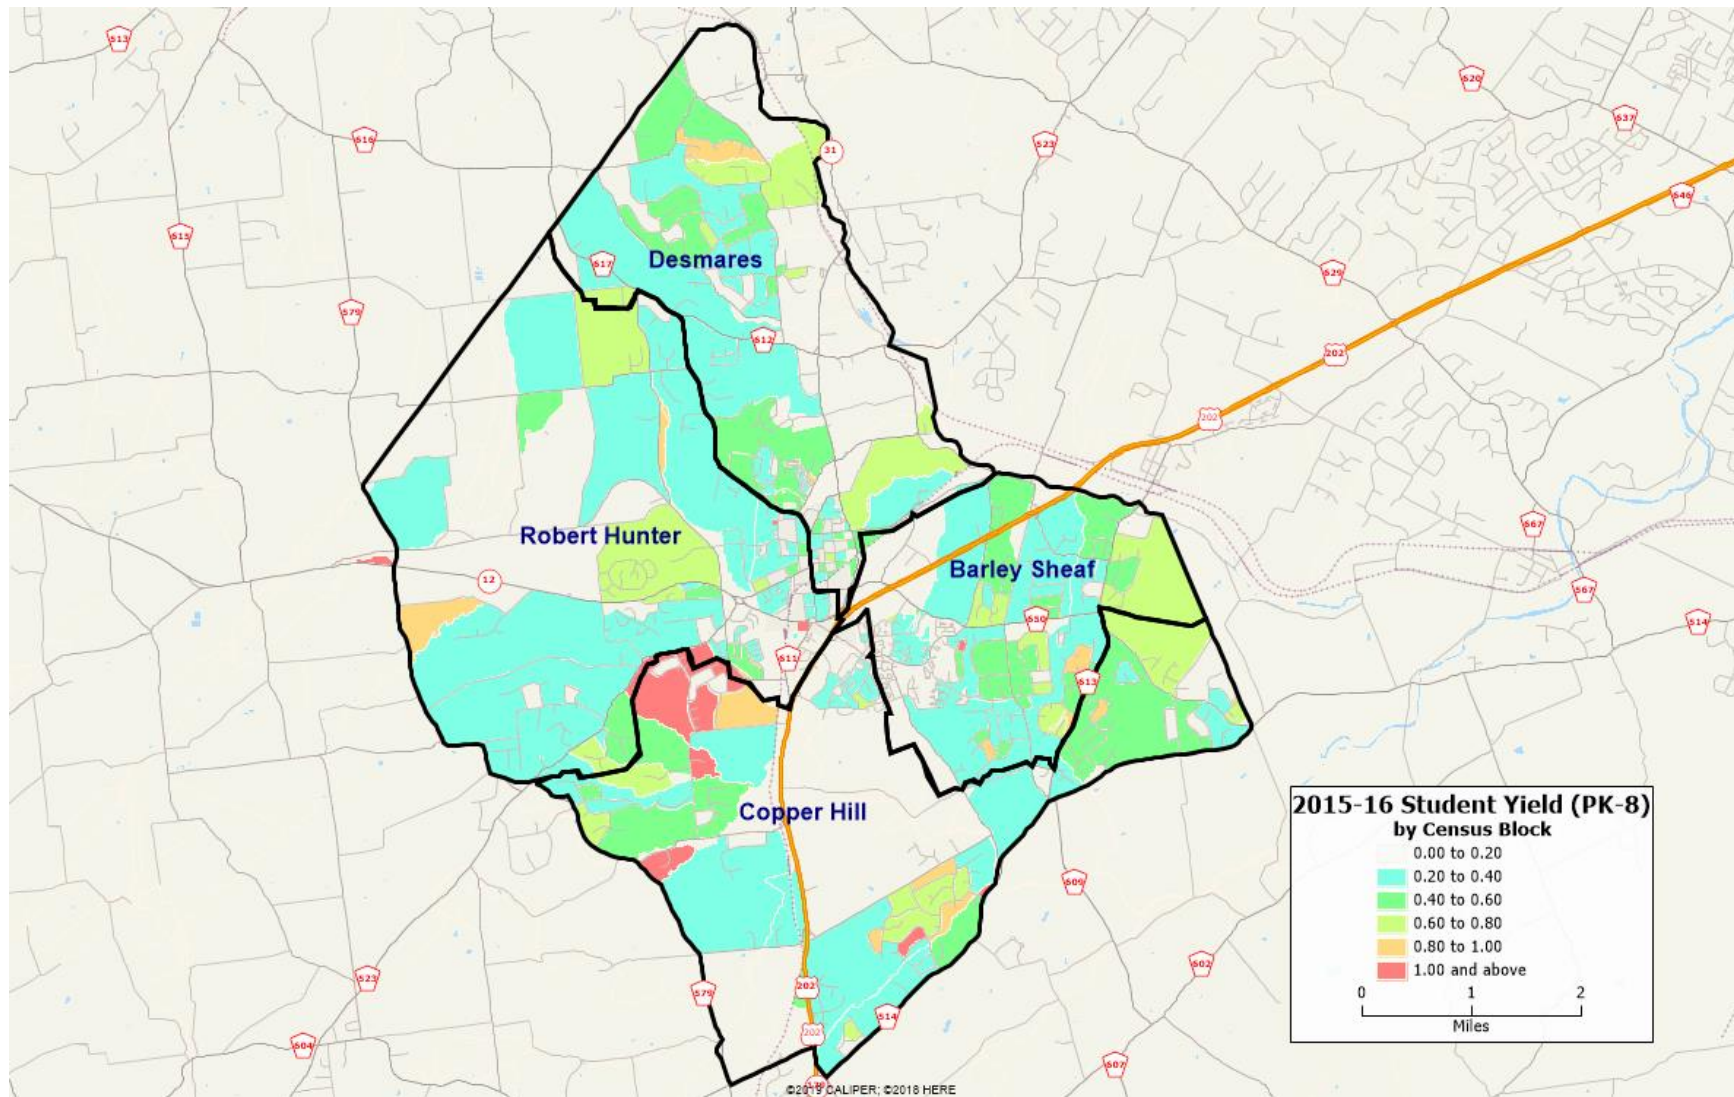 513
620
637
31
523
616
646
615
Desmares
617
629
579
612
202
202
Robert Hunter
667
12
Barley Sheaf
567
650
514
611
613
2015-16 Student Yield (PK-8)
by Census Block
0.00 to 0.20
0.20 to 0.40
0.40 to 0.60
0.60 to 0.80
0.80 to 1.00
1.00 and above
0 1 2
Miles
Copper Hill
609
602
523
579
202
514
202
604
607
©2019 CALIPER; ©2018 HERE